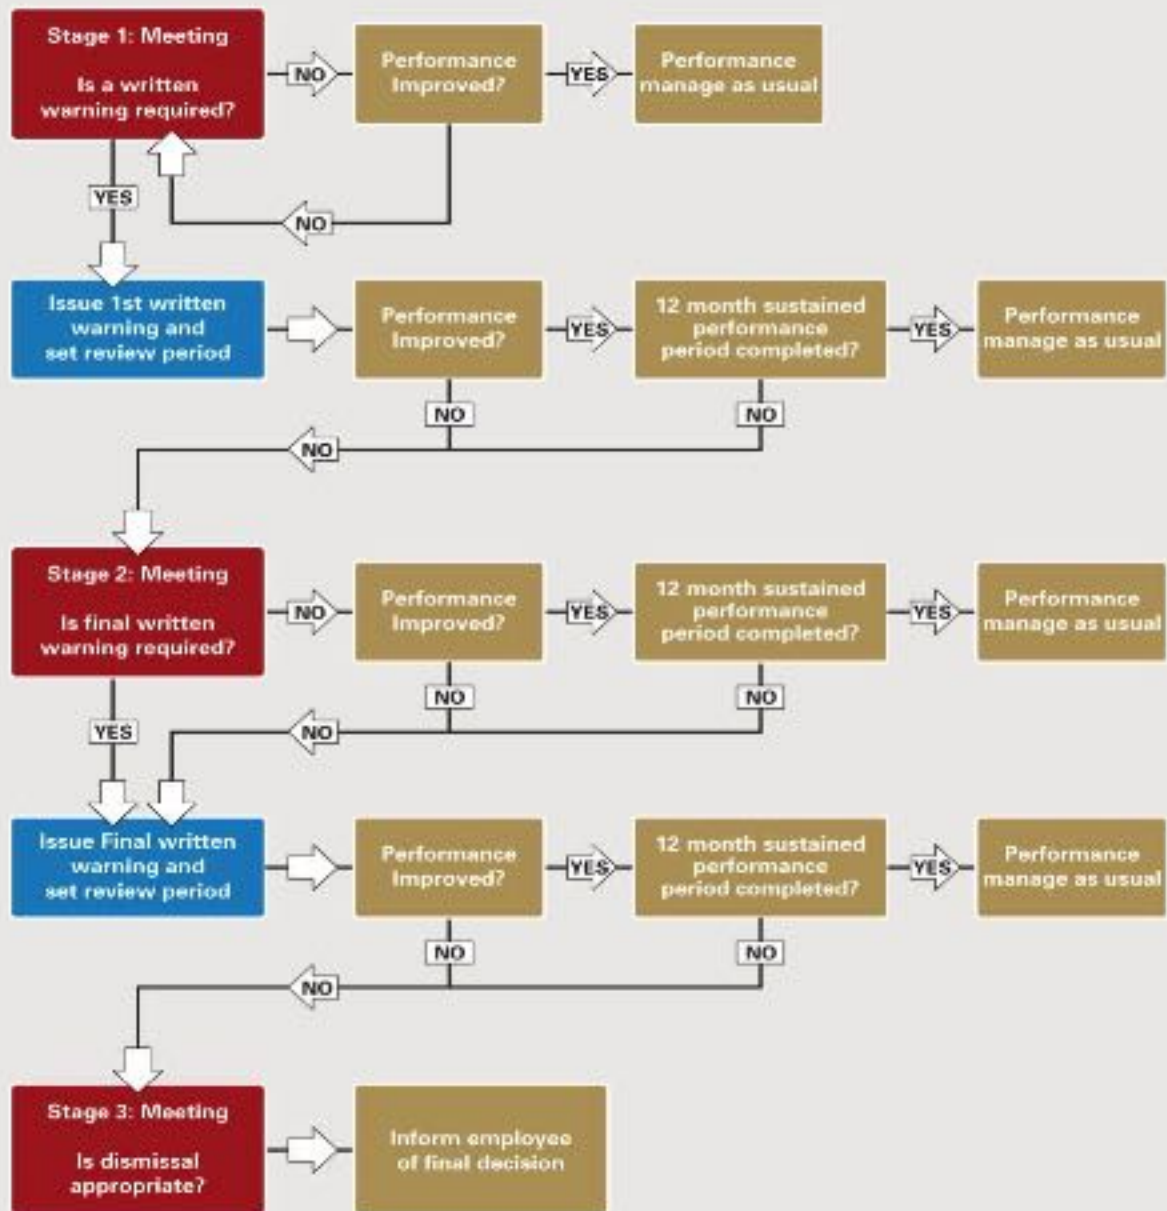 Stage 1: Meeting
Is a written
warning required?
NO
Performance
Improved?
YES
Performance
manage as usual
YES
NO
Issue 1st written
warning and
set review period
Performance
Improved?
YES
12 month sustained
performance
period completed?
YES
Performance
manage as usual
NO
NO
NO
Stage 2: Meeting
Is final written
warning required?
NO
Performance
Improved?
YES
12 month sustained
performance
period completed?
YES
Performance
manage as usual
NO
NO
YES
NO
Issue Final written
warning and
set review period
Performance
Improved?
YES
12 month sustained
performance
period completed?
YES
Performance
manage as usual
NO
NO
NO
Stage 3: Meeting
Is dismissal
appropriate?
Inform employee
of final decision